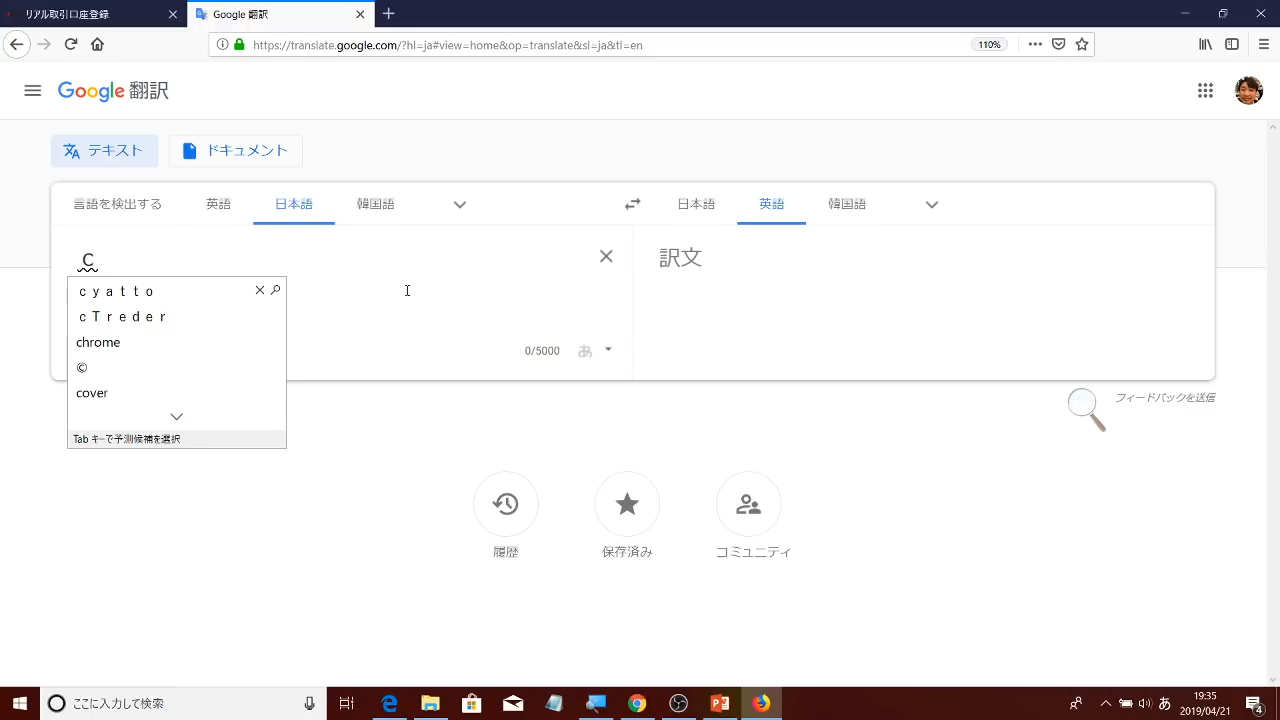 リアル取引口座登録
Google 翻訳
https://translate.google.com/?hl=ja#view=home&op=translate&sl=ja&tl=en
110%
Google 翻訳
テキスト
ドキュメント
言語を検出する 英語 日本語 韓国語
日本語 英語 韓国語
C
訳文
cyatto
cTreder
chrome
©
cover
Tab キーで予測候補を選択
0/5000
あ
フィードバックを送信
履歴
保存済み
コミュニティ
ここに入力して検索
あ
19:35
2019/04/21
4